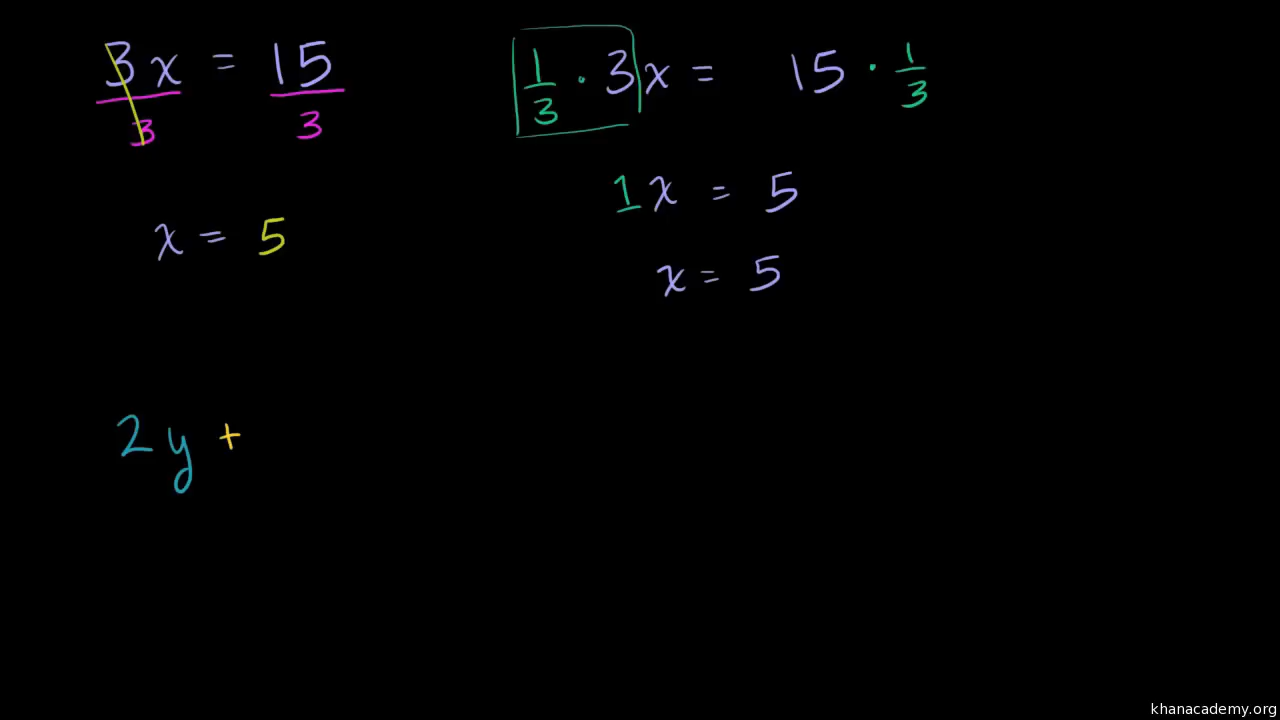 3x = 15
3 3
x = 5
1/3 · 3x = 15 · 1/3
1x = 5
x = 5
2y +
khanacademy.org